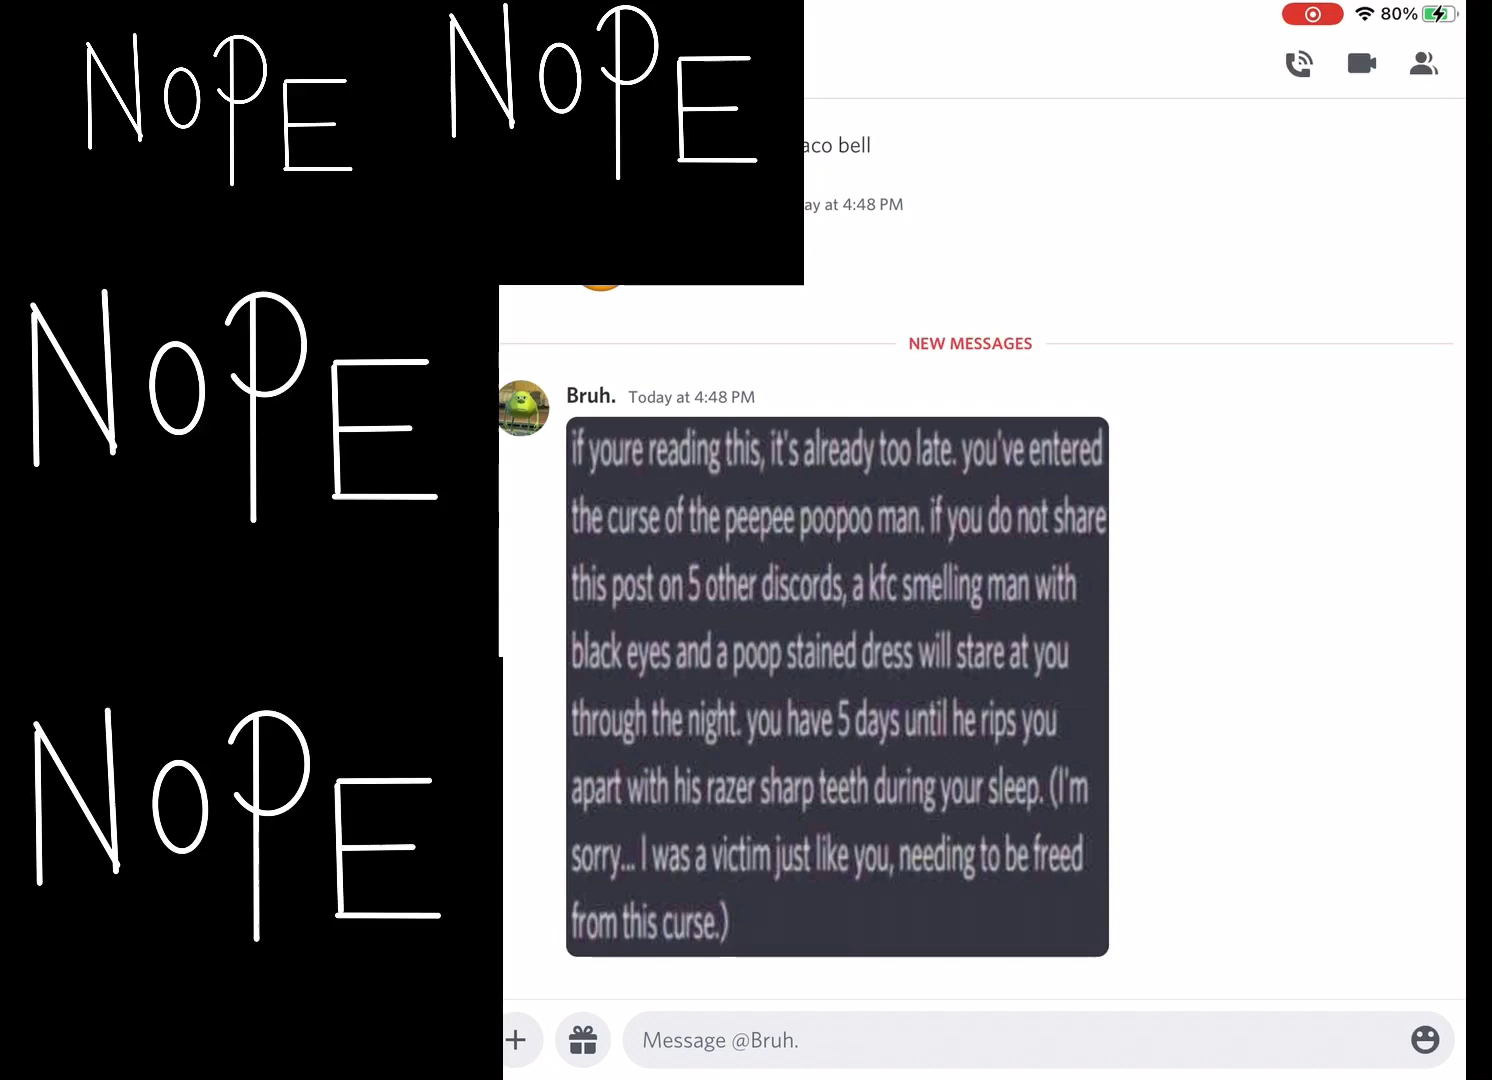 NOPE NOPE
80%
aco bell
ay at 4:48 PM
NOPE
NEW MESSAGES
Bruh. Today at 4:48 PM
if youre reading this, it's already too late. you've entered
the curse of the peepee poopoo man. if you do not share
this post on 5 other discords, a kfc smelling man with
black eyes and a poop stained dress will stare at you
through the night. you have 5 days until he rips you
apart with his razer sharp teeth during your sleep. (I'm
sorry... I was a victim just like you, needing to be freed
from this curse.)
NOPE
Message @Bruh.